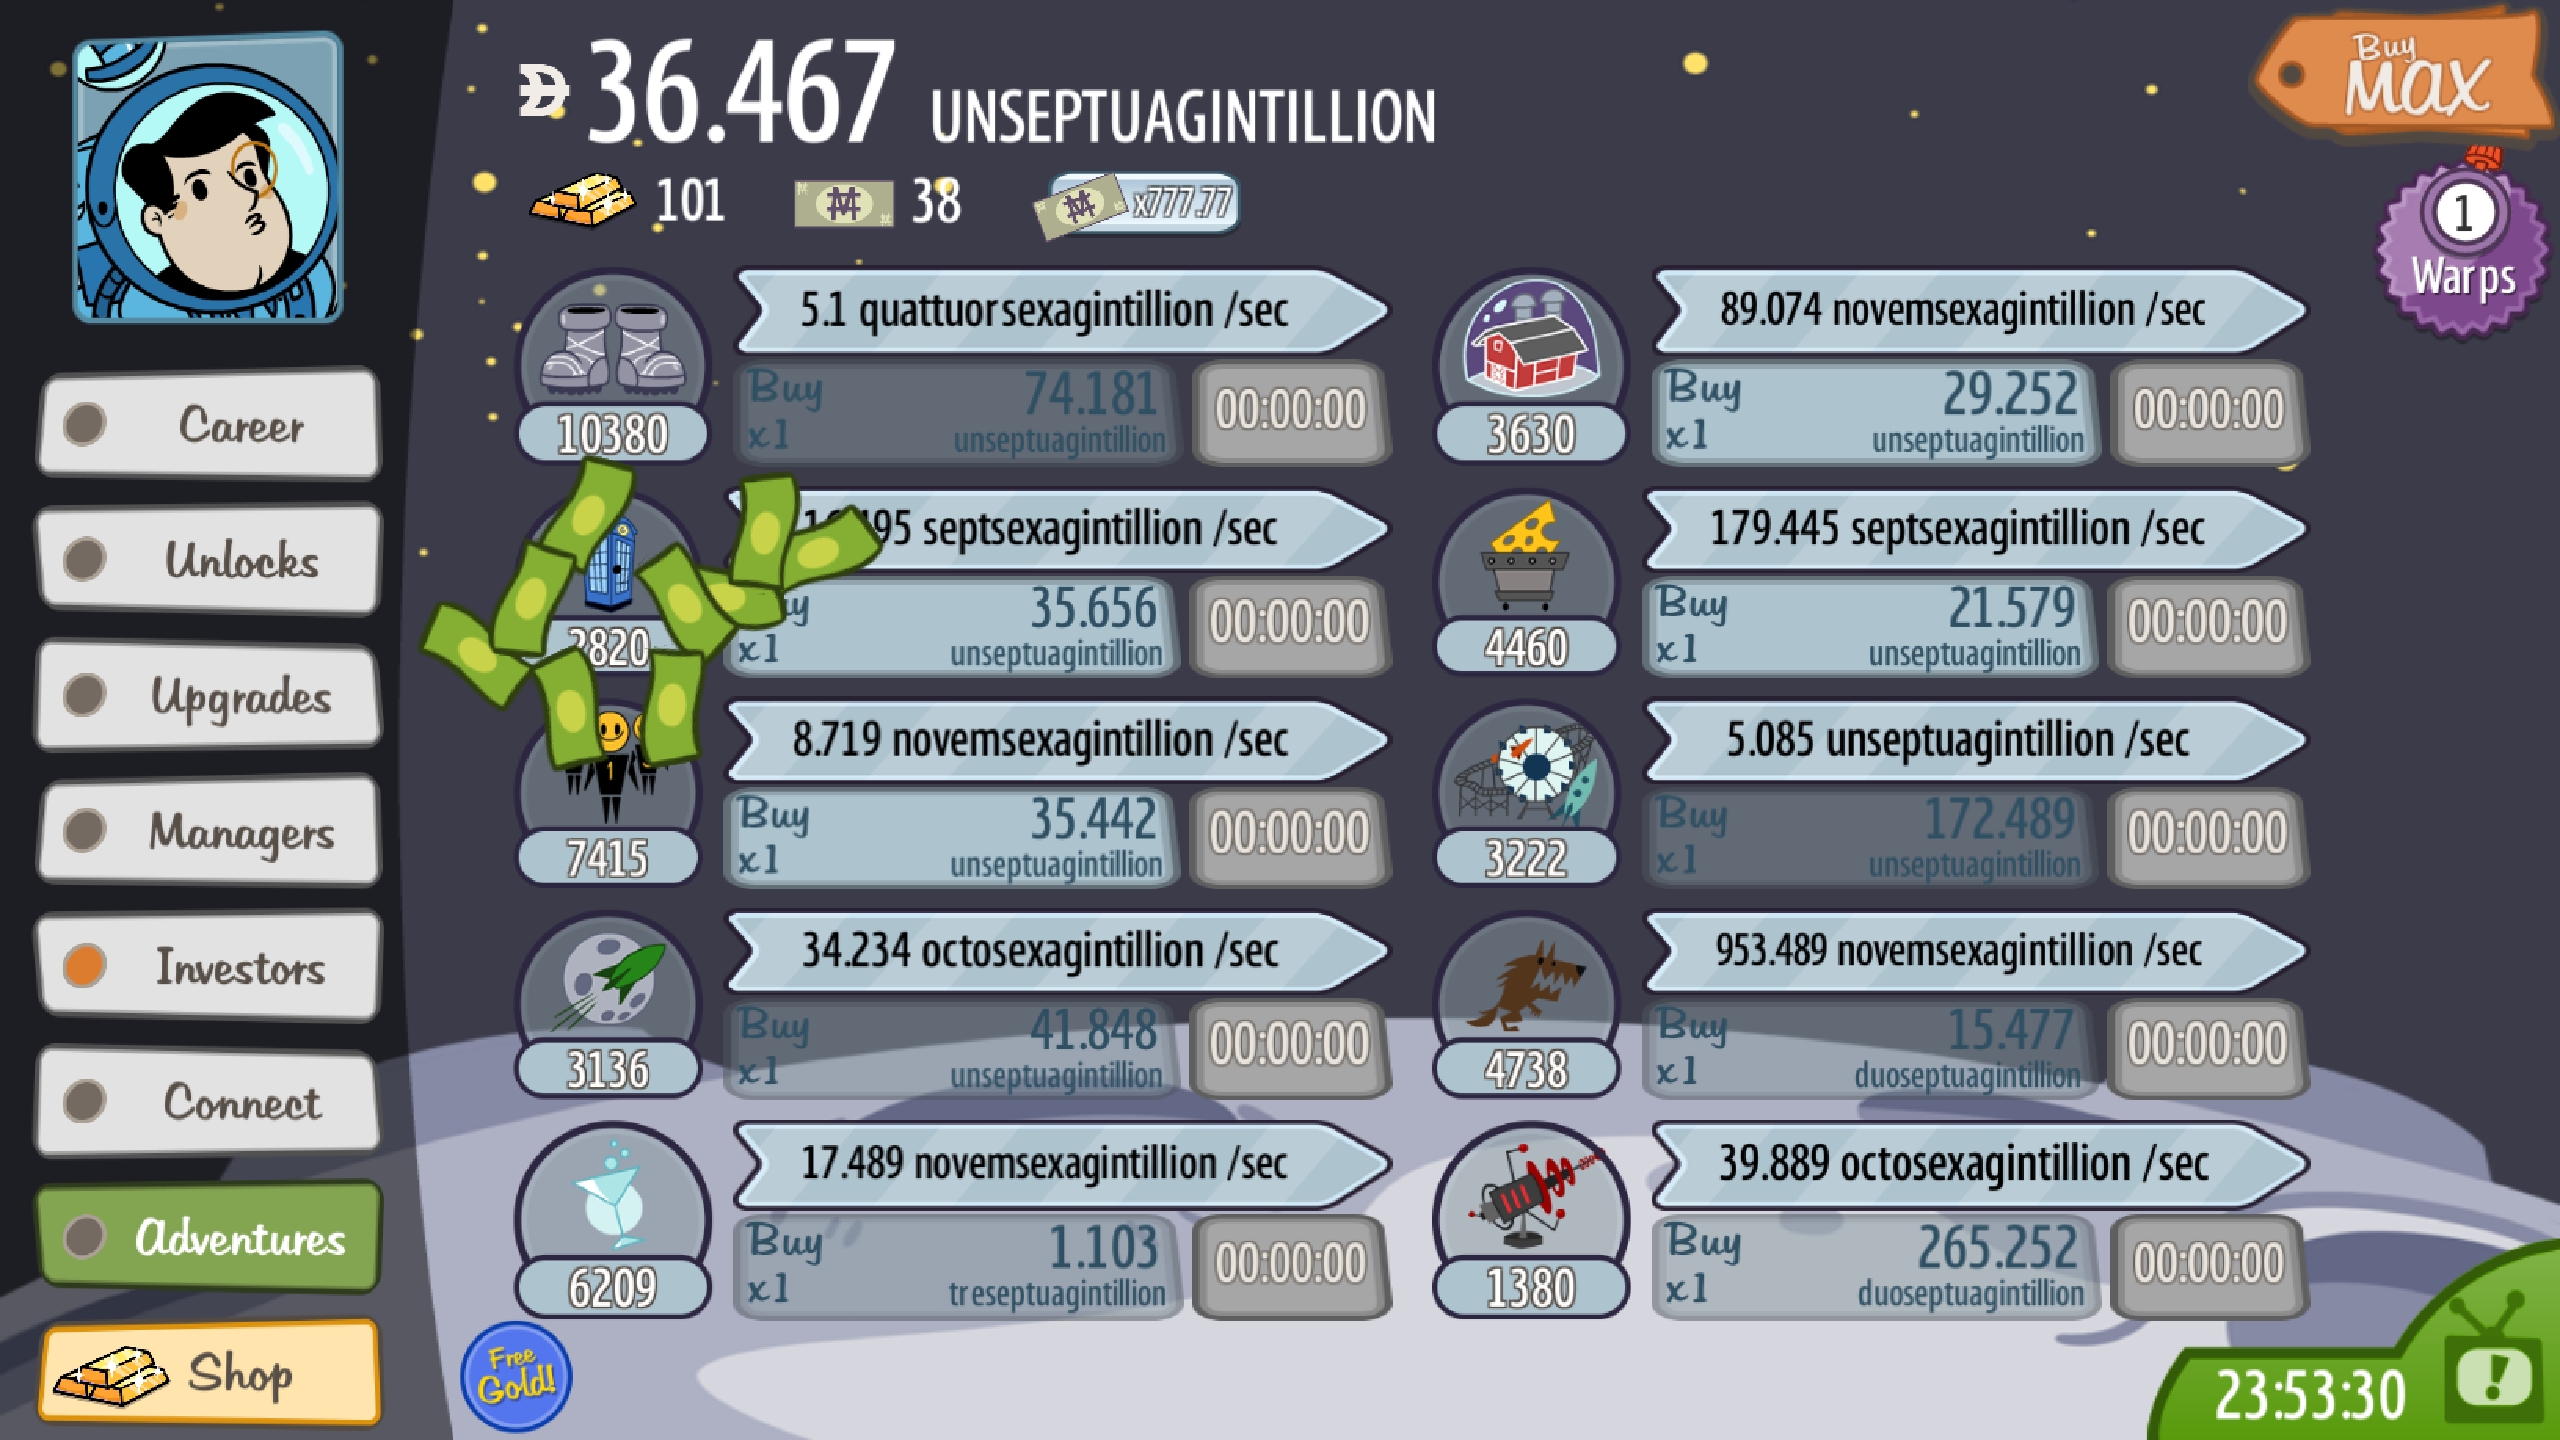 36.467 UNSEPTUAGINTILLION
Buy
MAX
101 38 x777.77
1
Warps
Career
Unlocks
Upgrades
Managers
Investors
Connect
Adventures
Shop
5.1 quattuorsexagintillion /sec
Buy 74.181
x1 unseptuagintillion
00:00:00
10380
89.074 novemsexagintillion /sec
Buy 29.252
x1 unseptuagintillion
00:00:00
3630
septsexagintillion /sec
35.656
x1 unseptuagintillion
00:00:00
2820
179.445 septsexagintillion /sec
Buy 21.579
x1 unseptuagintillion
00:00:00
4460
8.719 novemsexagintillion /sec
Buy 35.442
x1 unseptuagintillion
00:00:00
1
7415
5.085 unseptuagintillion /sec
Buy 172.489
x1 unseptuagintillion
00:00:00
3222
34.234 octosexagintillion /sec
Buy 41.848
x1 unseptuagintillion
00:00:00
3136
953.489 novemsexagintillion /sec
Buy 15.477
x1 duoseptuagintillion
00:00:00
4738
17.489 novemsexagintillion /sec
Buy 1.103
x1 treseptuagintillion
00:00:00
6209
39.889 octosexagintillion /sec
Buy 265.252
x1 duoseptuagintillion
00:00:00
1380
Free
Gold!
23:53:30
!